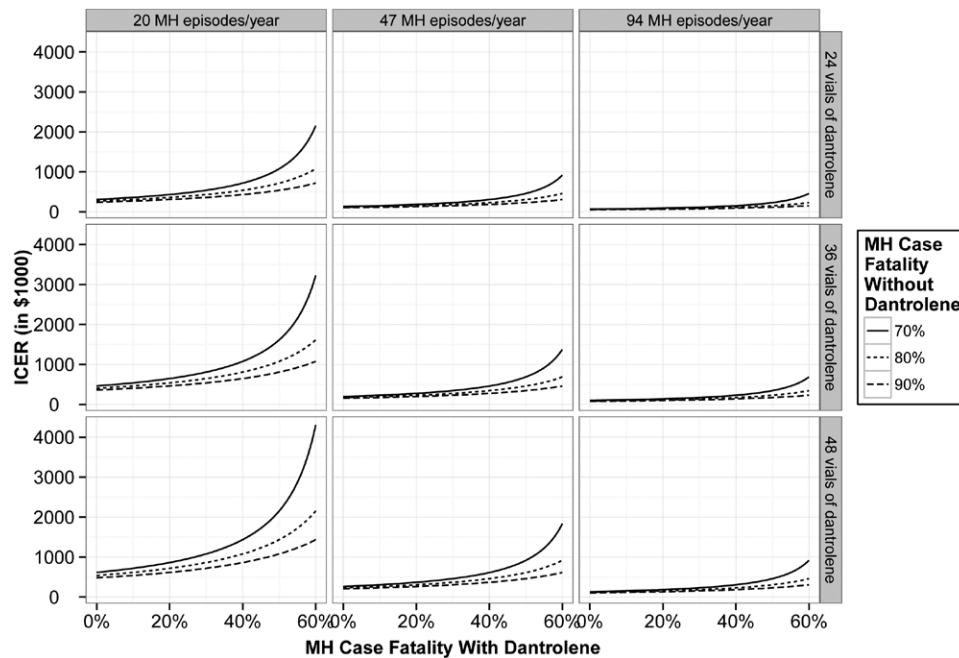 20 MH episodes/year
47 MH episodes/year
94 MH episodes/year
4000
3000
2000
1000
0
24 vials of dantrolene
4000
3000
2000
1000
0
36 vials of dantrolene
4000
3000
2000
1000
0
48 vials of dantrolene
ICER (in $1000)
0%
20%
40%
60%
0%
20%
40%
60%
0%
20%
40%
60%
MH Case Fatality With Dantrolene
MH Case
Fatality
Without
Dantrolene
70%
80%
90%